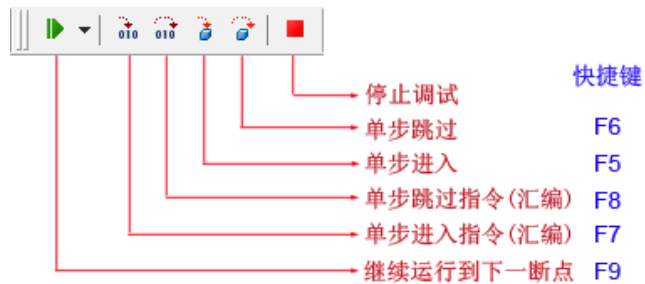 010 010
快捷键
停止调试
单步跳过 F6
单步进入 F5
单步跳过指令(汇编) F8
单步进入指令(汇编) F7
继续运行到下一断点 F9